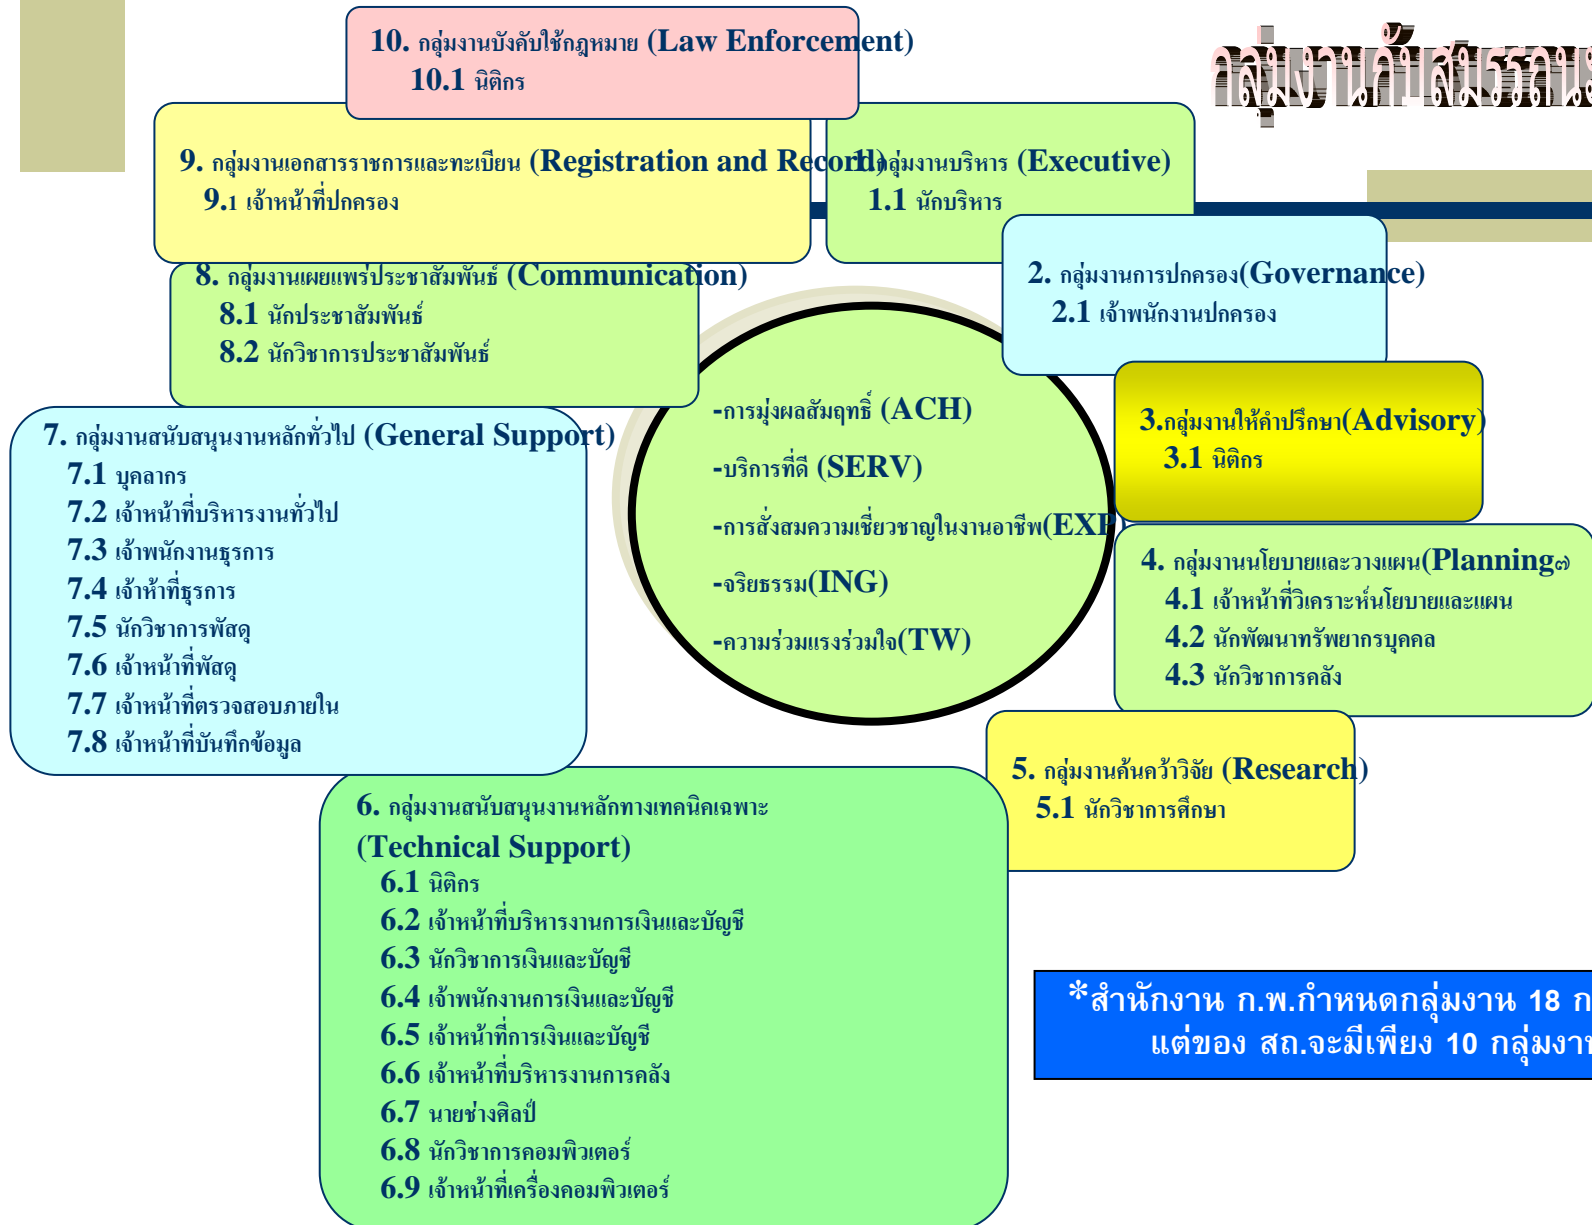 กลุ่มงานกับสมรรถนะ
10. กลุ่มงานบังคับใช้กฎหมาย (Law Enforcement)
10.1 นิติกร
9. กลุ่มงานเอกสารราชการและทะเบียน (Registration and Record)
9.1 เจ้าหน้าที่ปกครอง
1.กลุ่มงานบริหาร (Executive)
1.1 นักบริหาร
8. กลุ่มงานเผยแพร่ประชาสัมพันธ์ (Communication)
8.1 นักประชาสัมพันธ์
8.2 นักวิชาการประชาสัมพันธ์
2. กลุ่มงานการปกครอง(Governance)
2.1 เจ้าพนักงานปกครอง
-การมุ่งผลสัมฤทธิ์ (ACH)
-บริการที่ดี (SERV)
-การสั่งสมความเชี่ยวชาญในงานอาชีพ(EXP)
-จริยธรรม(ING)
-ความร่วมแรงร่วมใจ(TW)
3.กลุ่มงานให้คำปรึกษา(Advisory)
3.1 นิติกร
7. กลุ่มงานสนับสนุนงานหลักทั่วไป (General Support)
7.1 บุคลากร
7.2 เจ้าหน้าที่บริหารงานทั่วไป
7.3 เจ้าพนักงานธุรการ
7.4 เจ้าห้าที่ธุรการ
7.5 นักวิชาการพัสดุ
7.6 เจ้าหน้าที่พัสดุ
7.7 เจ้าหน้าที่ตรวจสอบภายใน
7.8 เจ้าหน้าที่บันทึกข้อมูล
4. กลุ่มงานนโยบายและวางแผน(Planning๗
4.1 เจ้าหน้าที่วิเคราะห์นโยบายและแผน
4.2 นักพัฒนาทรัพยากรบุคคล
4.3 นักวิชาการคลัง
5. กลุ่มงานค้นคว้าวิจัย (Research)
5.1 นักวิชาการศึกษา
6. กลุ่มงานสนับสนุนงานหลักทางเทคนิคเฉพาะ
(Technical Support)
6.1 นิติกร
6.2 เจ้าหน้าที่บริหารงานการเงินและบัญชี
6.3 นักวิชาการเงินและบัญชี
6.4 เจ้าพนักงานการเงินและบัญชี
6.5 เจ้าหน้าที่การเงินและบัญชี
6.6 เจ้าหน้าที่บริหารงานการคลัง
6.7 นายช่างศิลป์
6.8 นักวิชาการคอมพิวเตอร์
6.9 เจ้าหน้าที่เครื่องคอมพิวเตอร์
*สำนักงาน ก.พ.กำหนดกลุ่มงาน 18 ก
แต่ของ สถ.จะมีเพียง 10 กลุ่มงาน